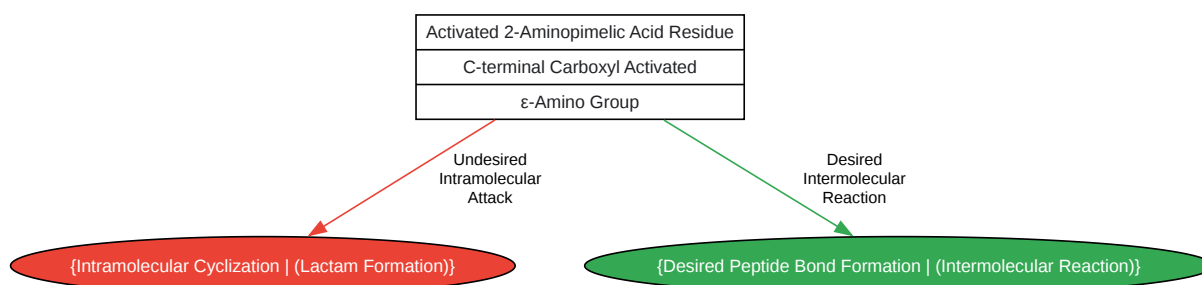 Activated 2-Aminopimelic Acid Residue
C-terminal Carboxyl Activated
ε-Amino Group
Undesired
Intramolecular
Attack
Desired
Intermolecular
Reaction
{Intramolecular Cyclization | (Lactam Formation)}
{Desired Peptide Bond Formation | (Intermolecular Reaction)}